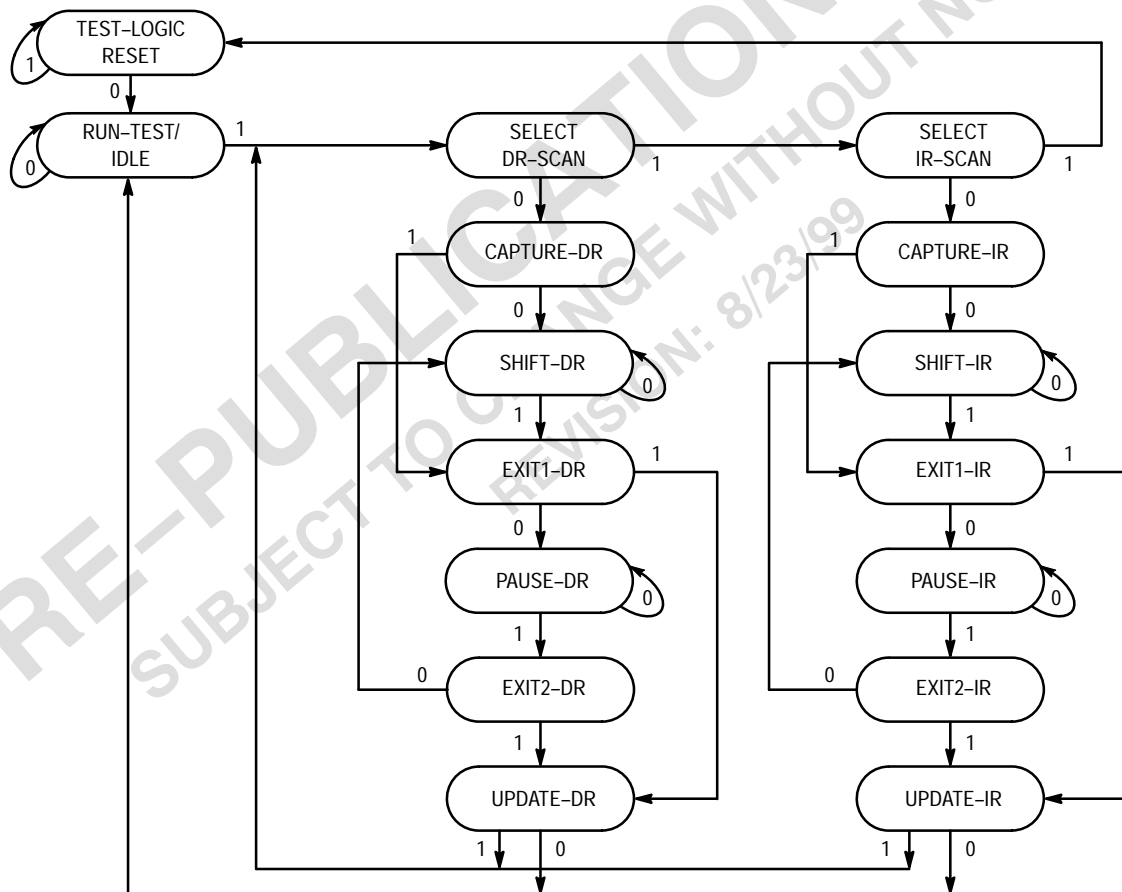 TEST–LOGIC
RESET
1
0
RUN–TEST/
IDLE
0
1
SELECT
DR–SCAN
1
0
SELECT
IR–SCAN
1
0
CAPTURE–DR
1
0
CAPTURE–IR
1
0
SHIFT–DR
0
1
SHIFT–IR
0
1
EXIT1–DR
1
0
EXIT1–IR
1
0
PAUSE–DR
0
1
PAUSE–IR
0
1
EXIT2–DR
0
1
EXIT2–IR
0
1
UPDATE–DR
1
0
UPDATE–IR
1
0
RE–PUBLICATION
SUBJECT TO CHANGE WITHOUT
REVISION: 8/23/99